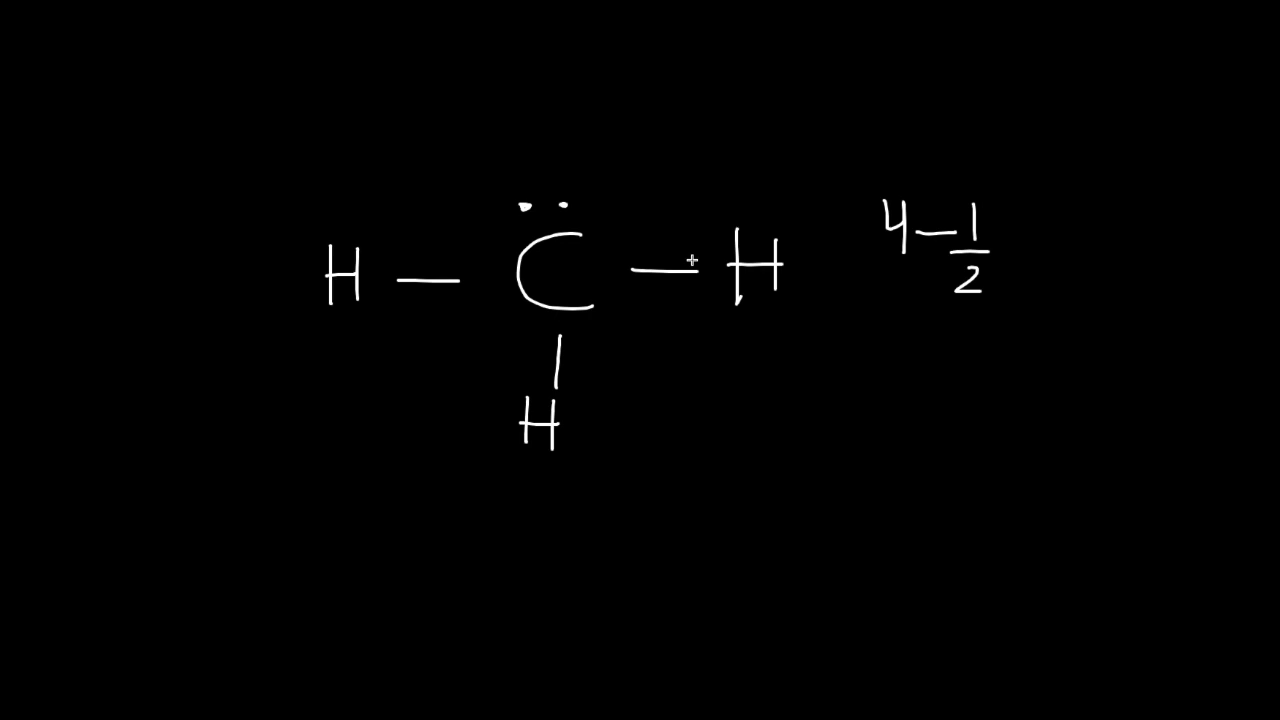 H — C — H 4 — 1/2
H